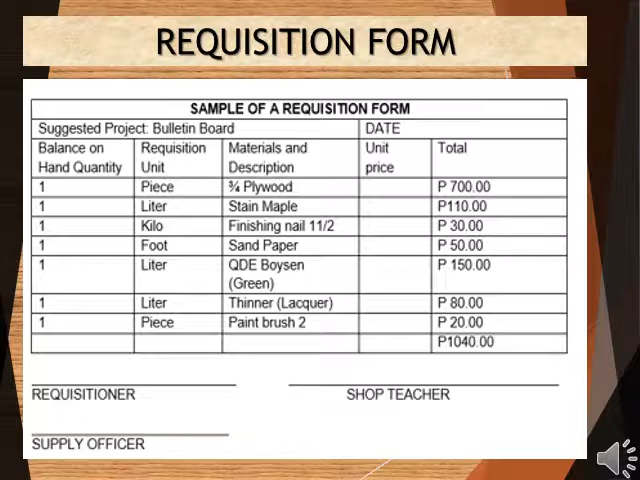 REQUISITION FORM
SAMPLE OF A REQUISITION FORM
Suggested Project: Bulletin Board DATE
Balance on Hand Quantity Requisition Unit Materials and Description Unit price Total
1 Piece ¾ Plywood P 700.00
1 Liter Stain Maple P110.00
1 Kilo Finishing nail 11/2 P 30.00
1 Foot Sand Paper P 50.00
1 Liter QDE Boysen (Green) P 150.00
1 Liter Thinner (Lacquer) P 80.00
1 Piece Paint brush 2 P 20.00
P1040.00
REQUISITIONER SHOP TEACHER
SUPPLY OFFICER